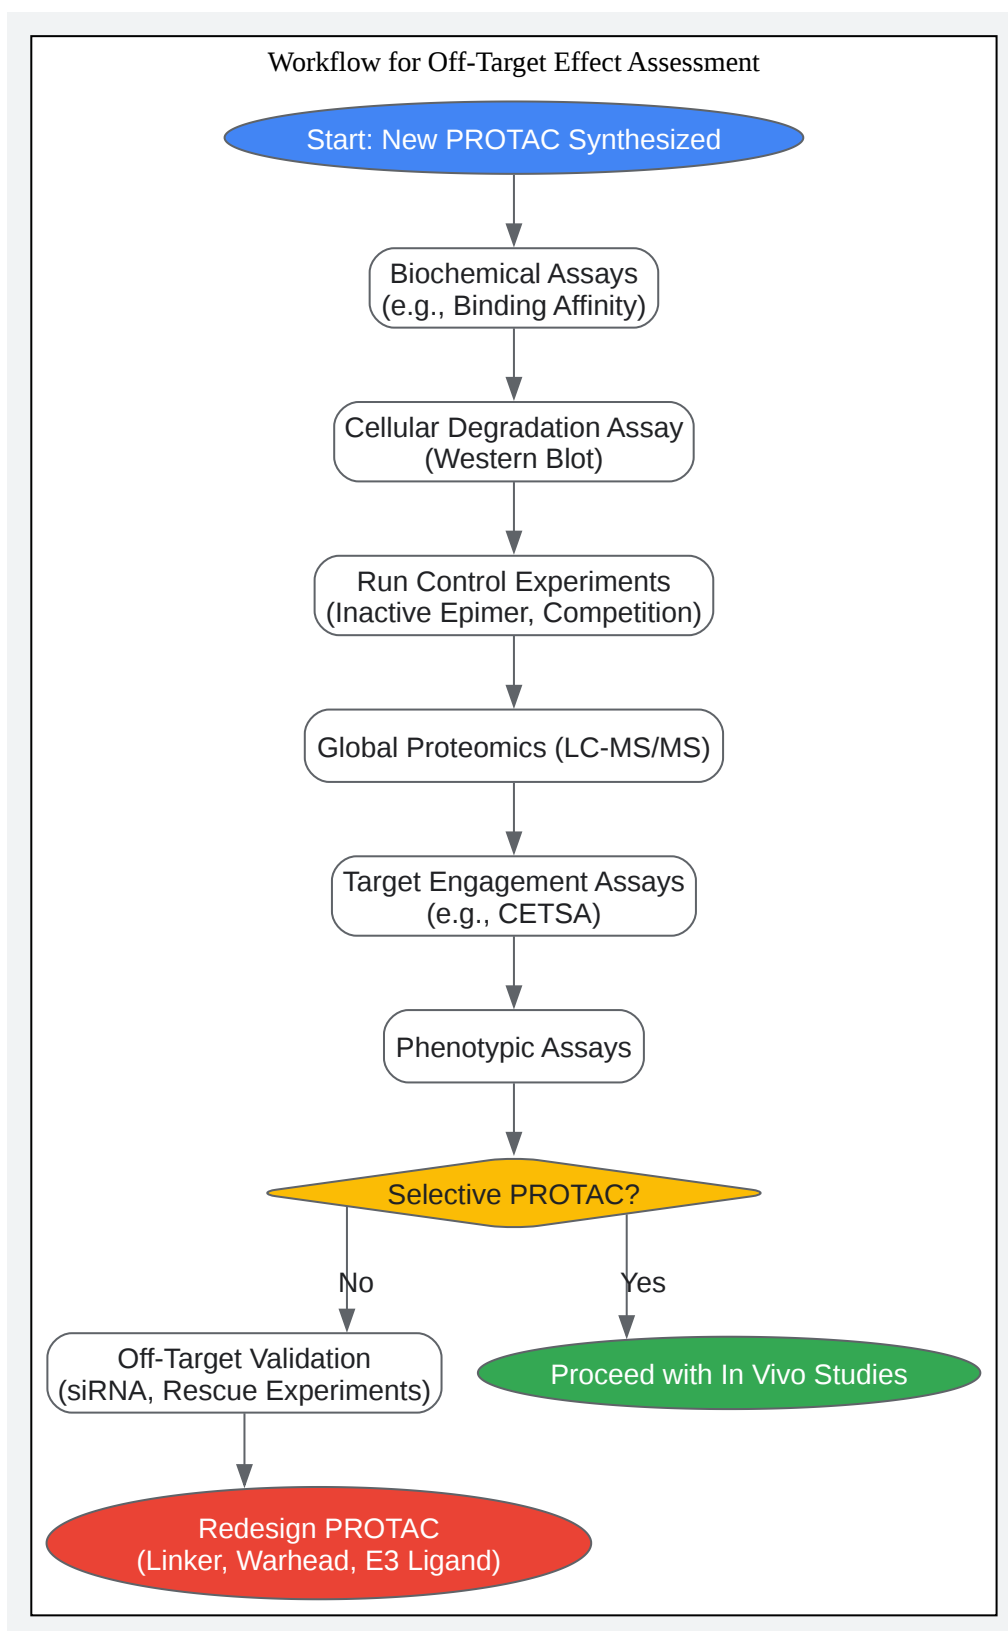 Workflow for Off-Target Effect Assessment
Start: New PROTAC Synthesized
Biochemical Assays
(e.g., Binding Affinity)
Cellular Degradation Assay
(Western Blot)
Run Control Experiments
(Inactive Epimer, Competition)
Global Proteomics (LC-MS/MS)
Target Engagement Assays
(e.g., CETSA)
Phenotypic Assays
Selective PROTAC?
No
Yes
Off-Target Validation
(siRNA, Rescue Experiments)
Proceed with In Vivo Studies
Redesign PROTAC
(Linker, Warhead, E3 Ligand)